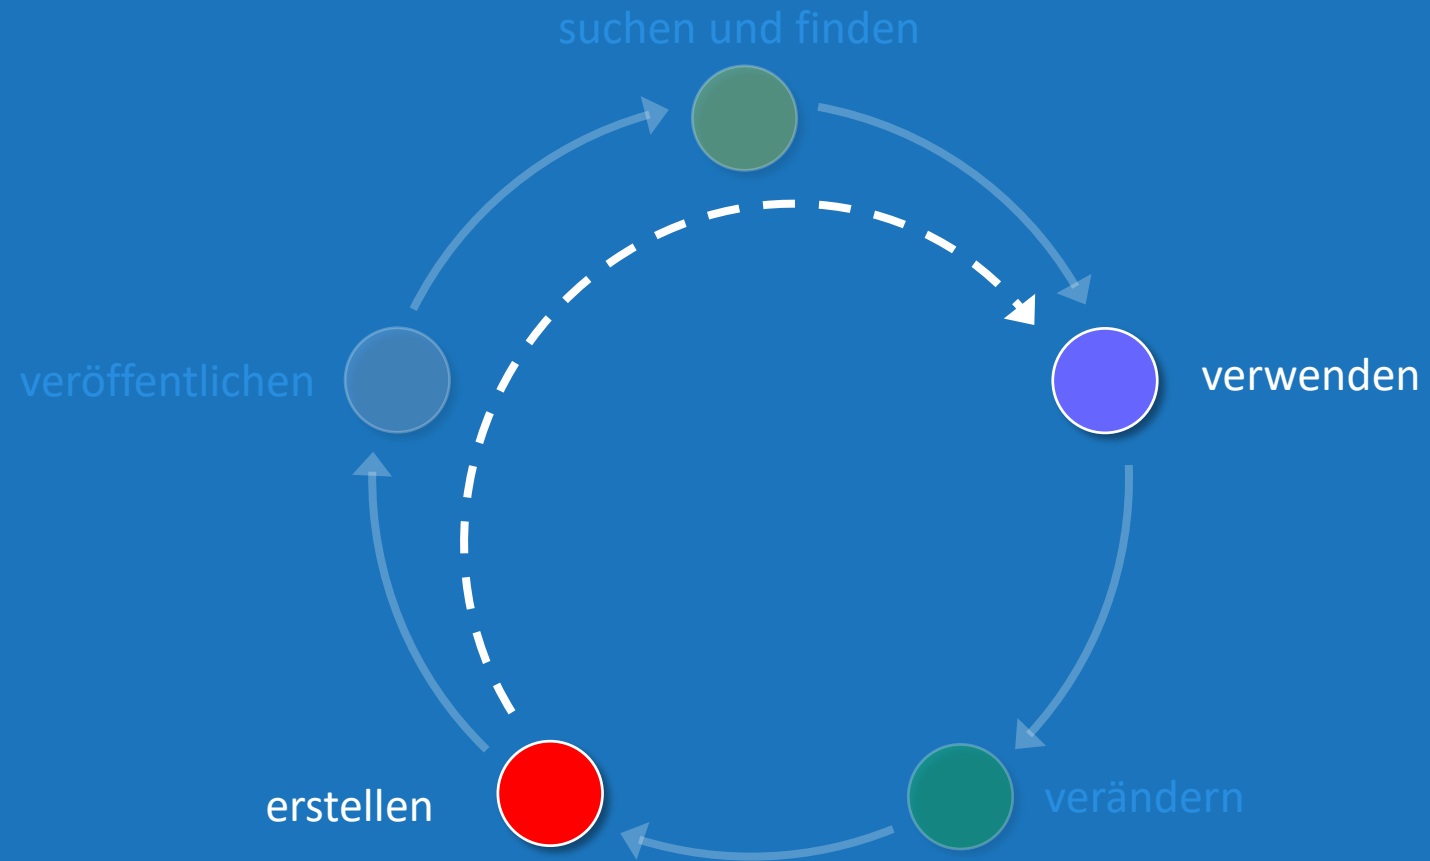 suchen und finden
veröffentlichen
verwenden
erstellen
verändern